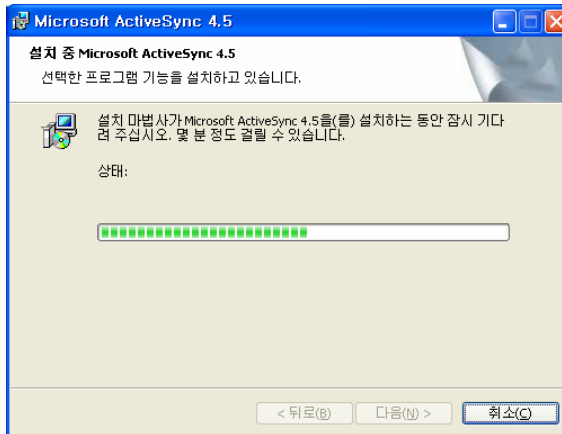 Microsoft ActiveSync 4.5
설치 중 Microsoft ActiveSync 4.5
선택한 프로그램 기능을 설치하고 있습니다.
설치 마법사가 Microsoft ActiveSync 4.5을(를) 설치하는 동안 잠시 기다
려 주십시오. 몇 분 정도 걸릴 수 있습니다.
상태:
< 뒤로(B) 다음(N) > 취소(C)